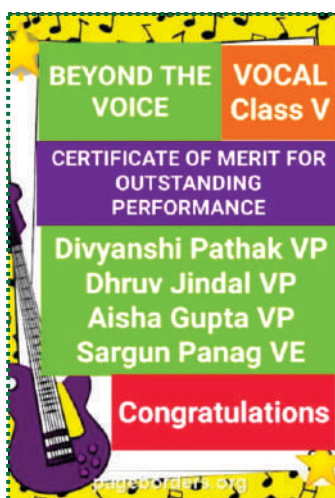 BEYOND THE
VOICE
VOCAL
Class V
CERTIFICATE OF MERIT FOR
OUTSTANDING
PERFORMANCE
Divyanshi Pathak VP
Dhruv Jindal VP
Aisha Gupta VP
Sargun Panag VE
Congratulations
pageborders.org